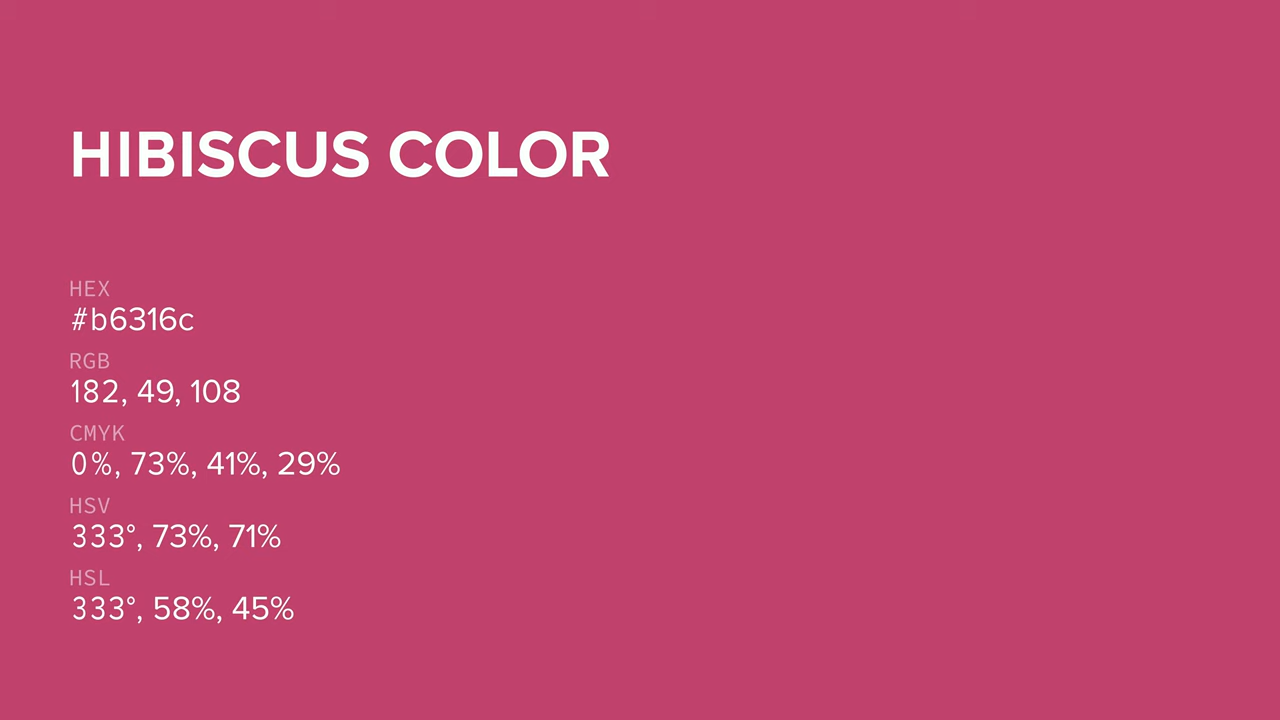 HIBISCUS COLOR
HEX
#b6316c
RGB
182, 49, 108
CMYK
0%, 73%, 41%, 29%
HSV
333°, 73%, 71%
HSL
333°, 58%, 45%